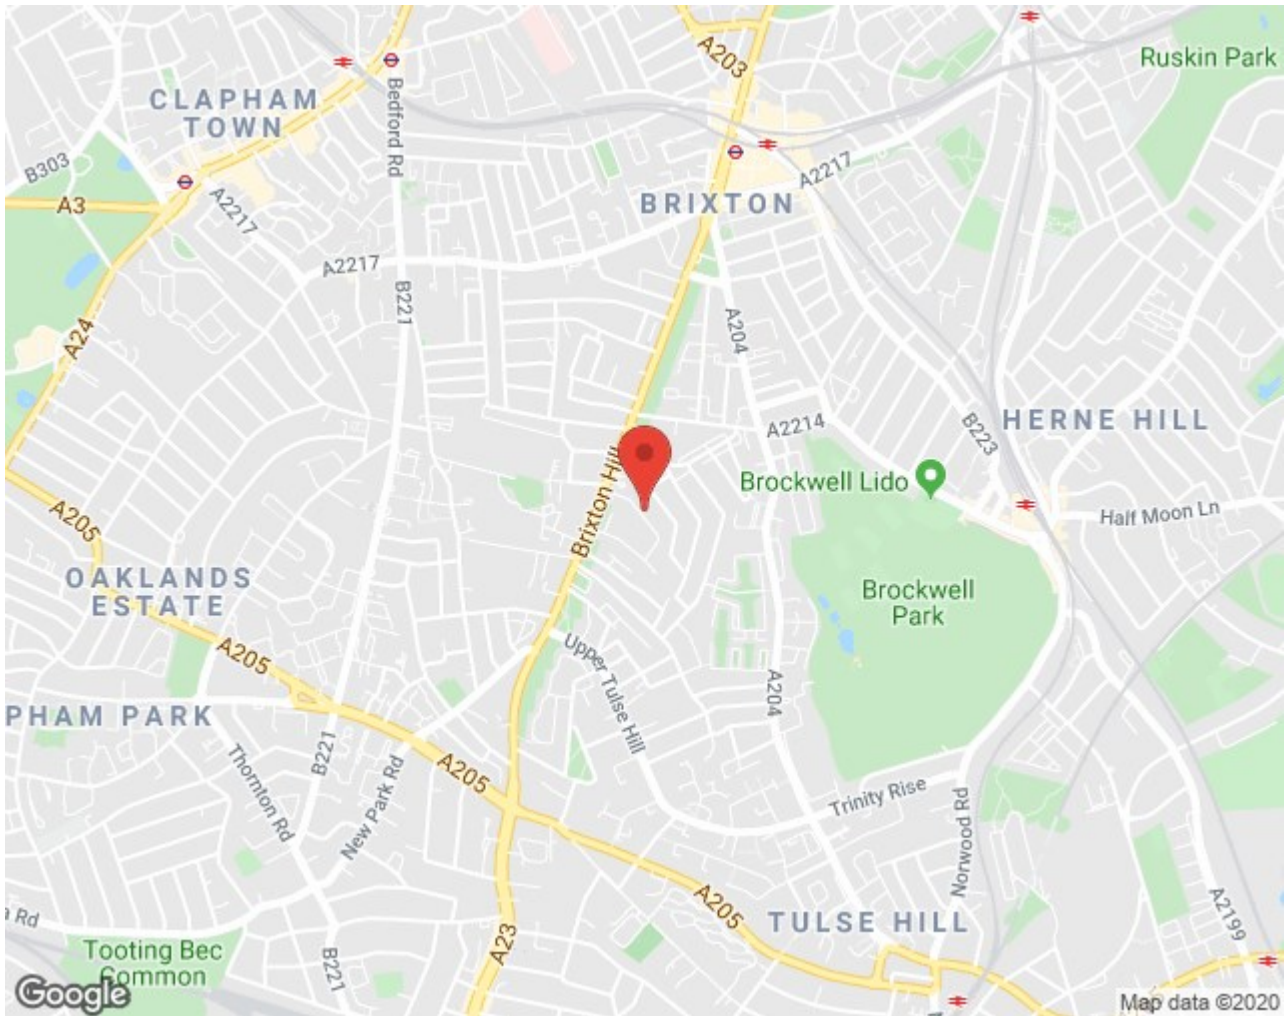 A203
Ruskin Park
CLAPHAM
TOWN
Bedford Rd
B303
A2217
A2217
A3
BRIXTON
A2217
B221
A24
A204
A2214
B223
HERNE HILL
Brixton Hill
Brockwell Lido
Half Moon Ln
A205
OAKLANDS
ESTATE
Brockwell
Park
A205
Upper Tulse Hill
A204
PHAM PARK
B221
Thornton Rd
New Park Rd
A205
Trinity Rise
Norwood Rd
A205
A2199
a Rd
A23
TULSE HILL
Tooting Bec
Common
B221
Google
Map data ©2020